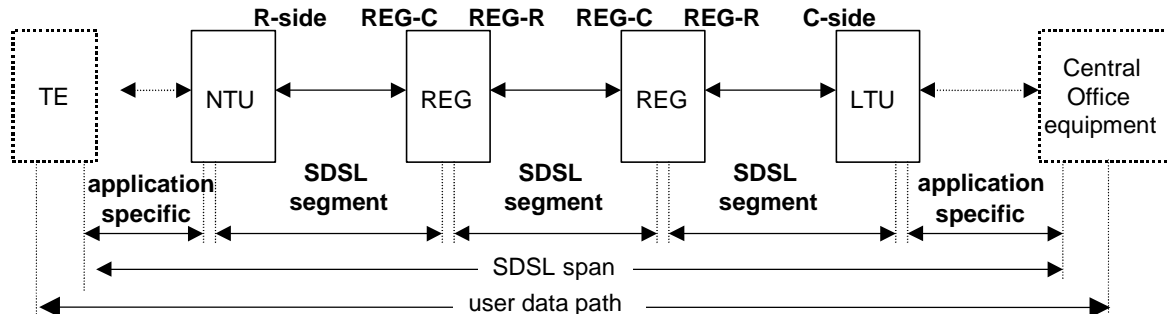 R-side REG-C REG-R REG-C REG-R C-side
TE NTU REG REG LTU Central
Office
equipment
application
specific
SDSL
segment
SDSL
segment
SDSL
segment
application
specific
SDSL span
user data path